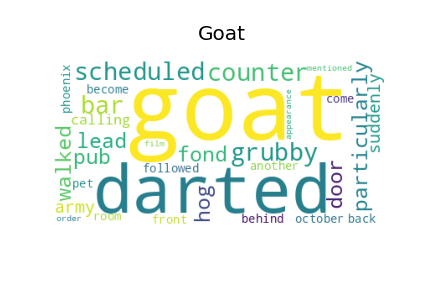 Goat
mentioned
scheduled
counter
phoenix
become
goat
come
appearance
particularly
suddenly
bar
calling
lead
film
pub
fond
grubby
walked
followed
another
door
pet
darted
hog
army
room
order
front
behind
october
back